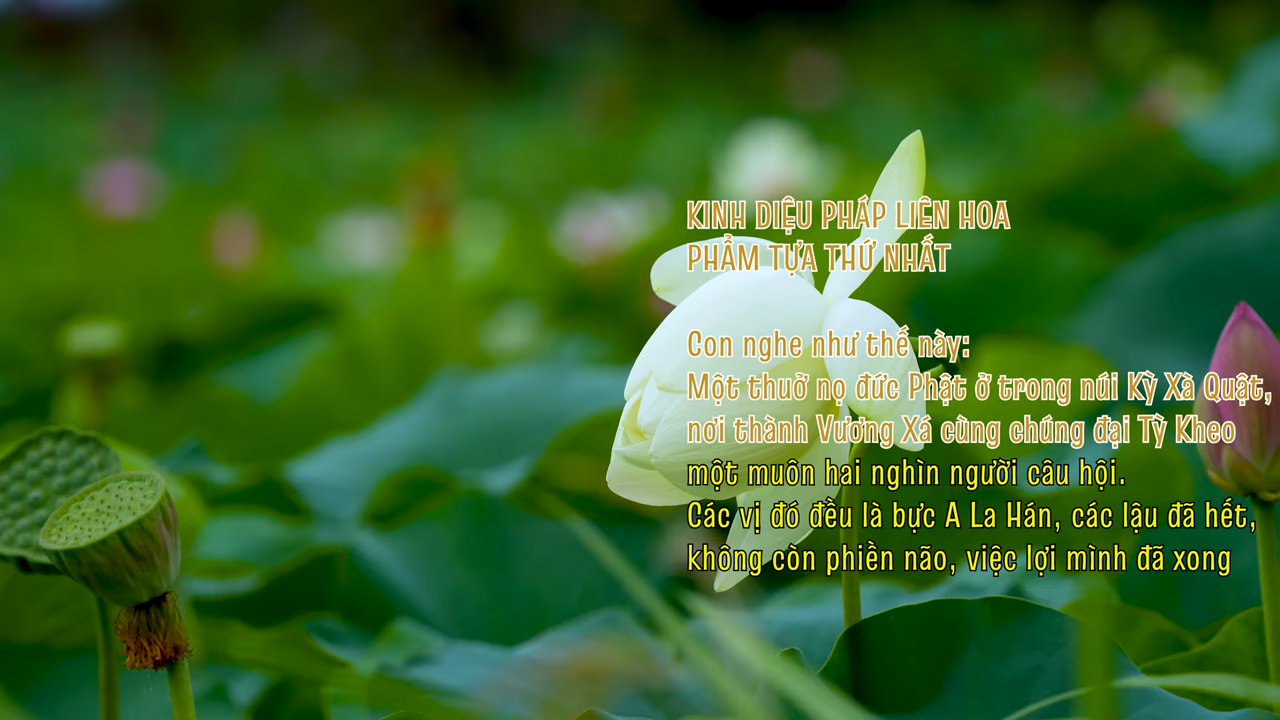 KINH DIỆU PHÁP LIÊN HOA
PHẨM TỰA THỨ NHẤT
Con nghe như thế này:
Một thuở nọ đức Phật ở trong núi Kỳ Xà Quật,
nơi thành Vương Xá cùng chúng đại Tỳ Kheo
một muôn hai nghìn người câu hội.
Các vị đó đều là bực A La Hán, các lậu đã hết,
không còn phiền não, việc lợi mình đã xong